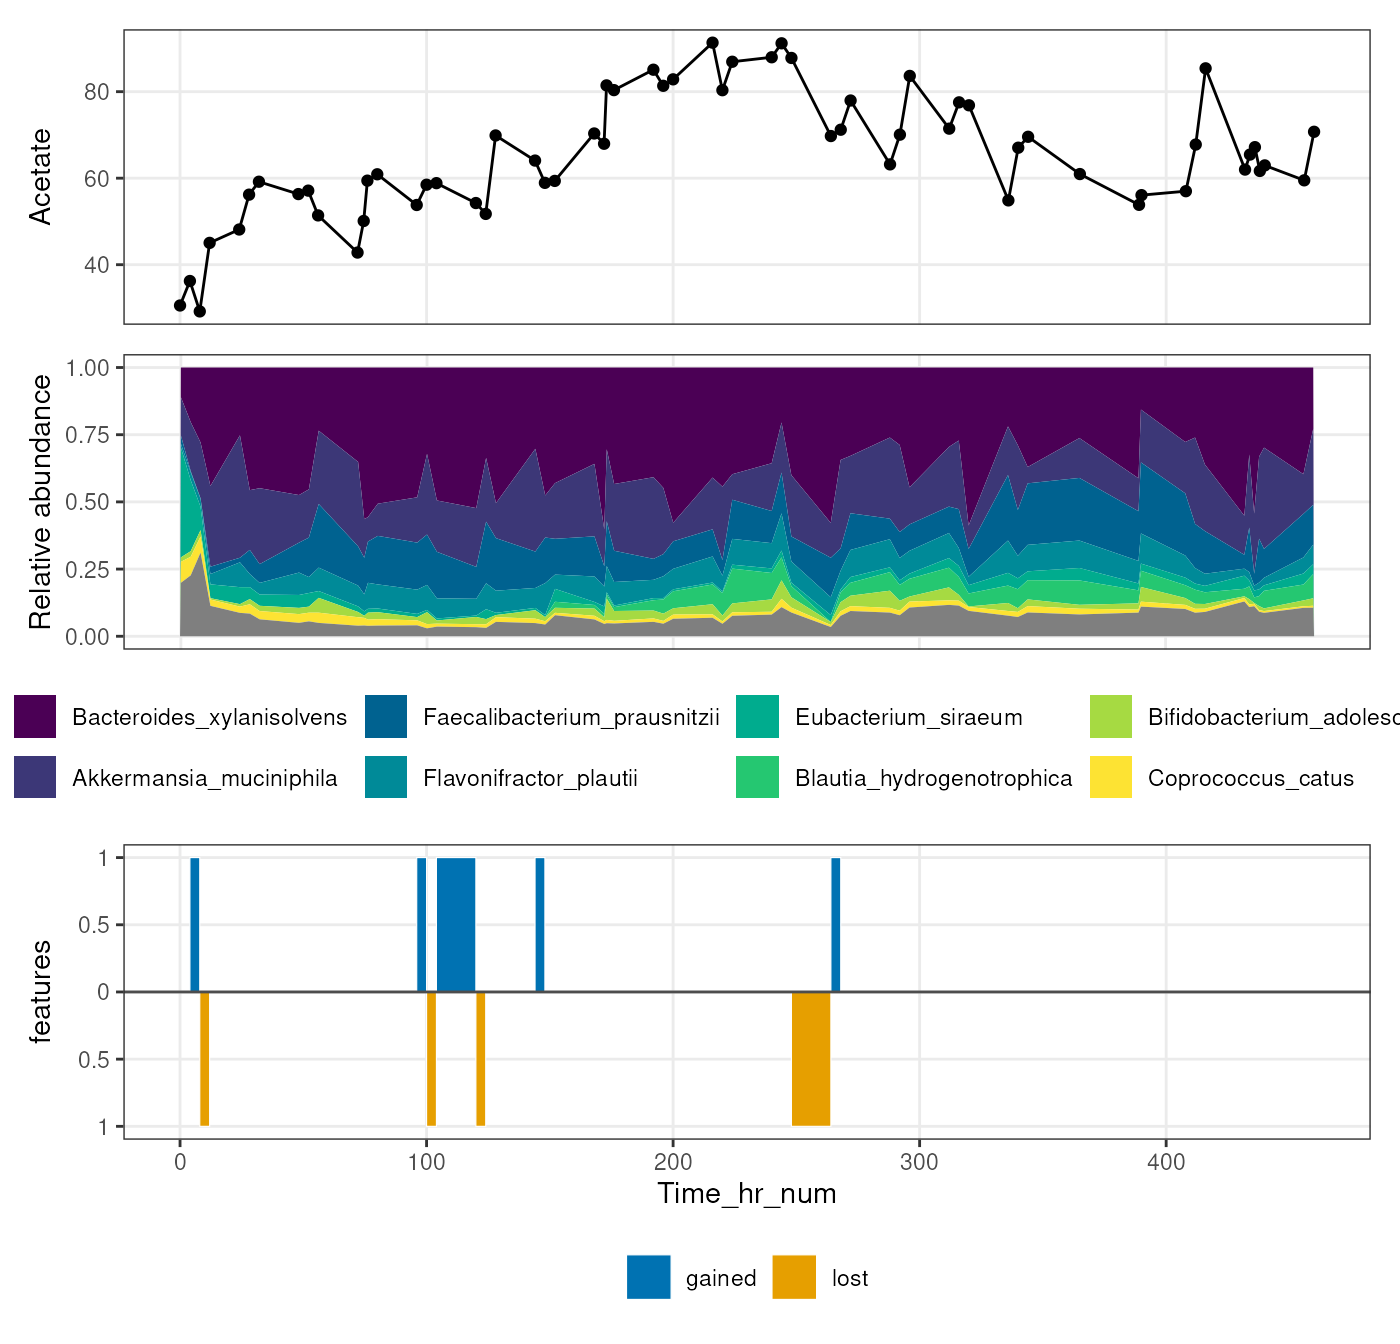 Acetate
80
60
40
Relative abundance
1.00
0.75
0.50
0.25
0.00
Bacteroides_xylanisolvens Faecalibacterium_prausnitzii Eubacterium_siraeum Bifidobacterium_adolesc
Akkermansia_muciniphila Flavonifractor_plautii Blautia_hydrogenotrophica Coprococcus_catus
features
1
0.5
0
0.5
1
0 100 200 300 400
Time_hr_num
gained lost